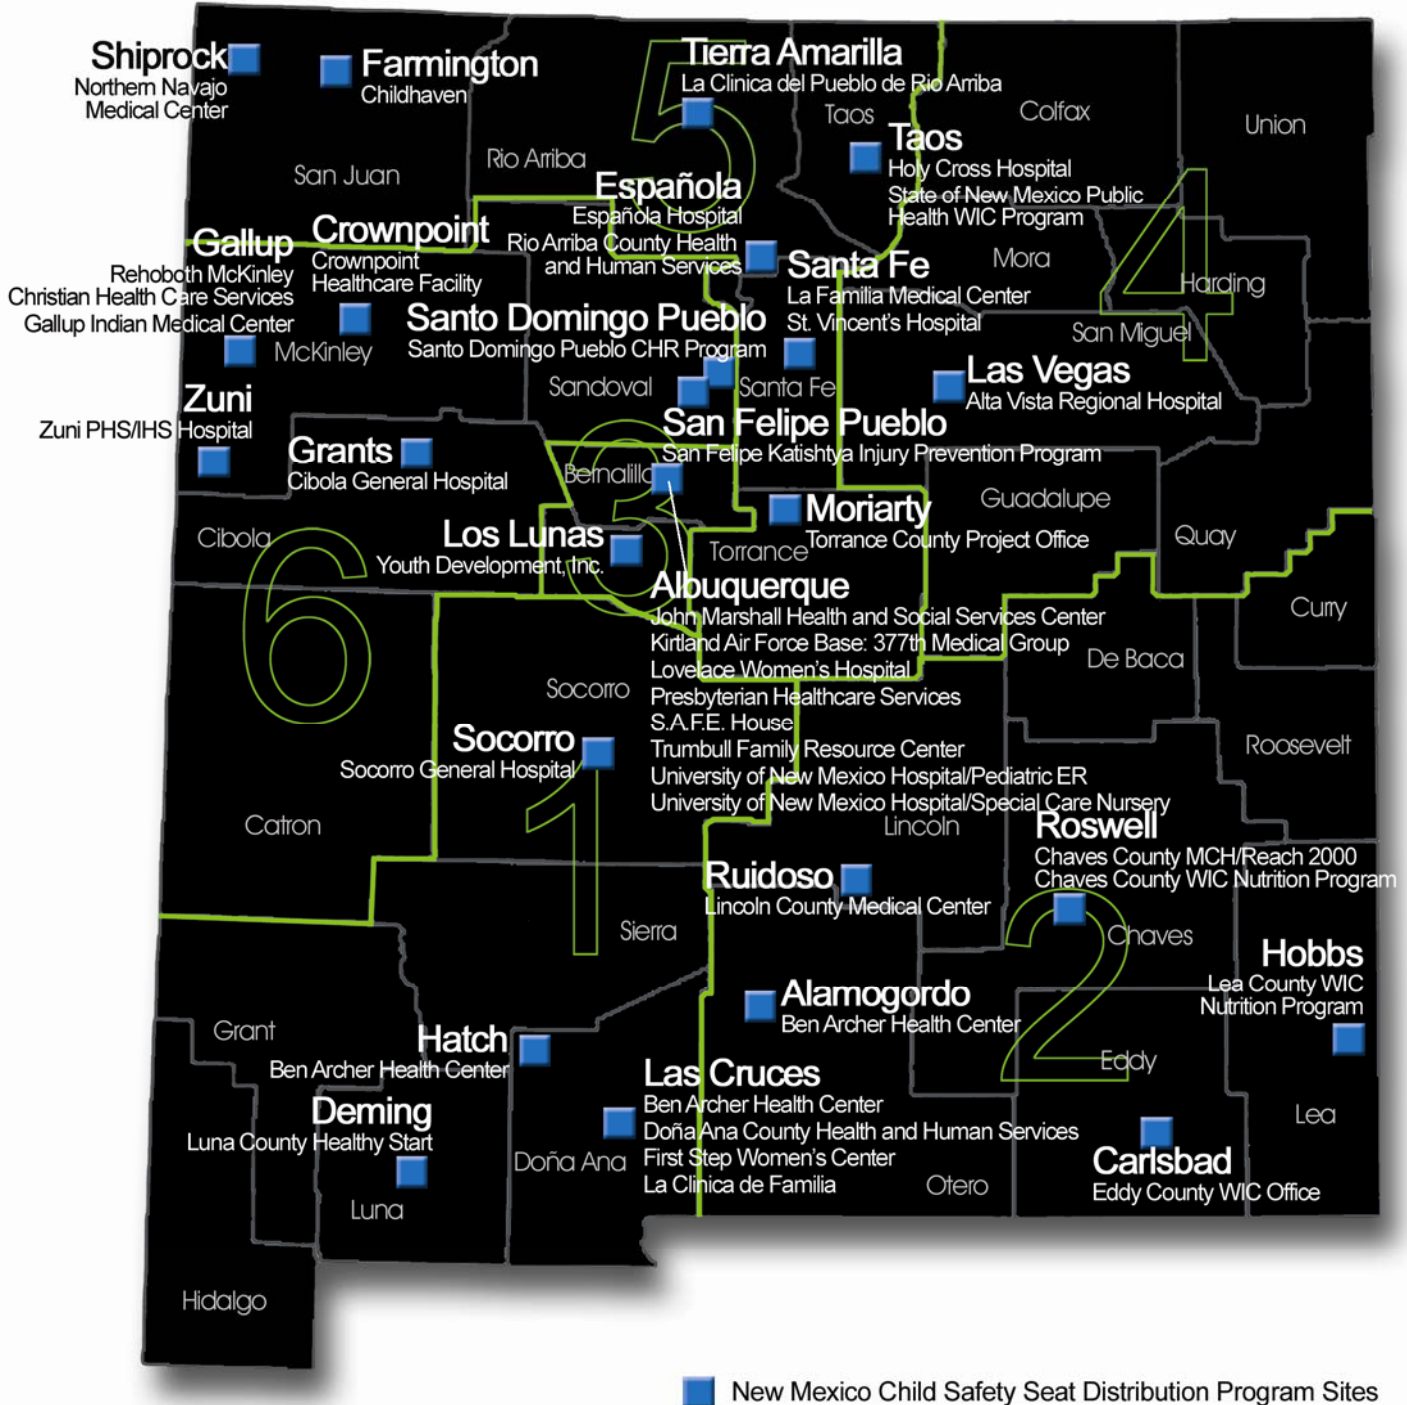 Shiprock
Northern Navajo
Medical Center
Farmington
Childhaven
5
Tierra Amarilla
La Clinica del Pueblo de Rio Arriba
Taos
Colfax
Union
San Juan
Rio Arriba
Taos
Holy Cross Hospital
State of New Mexico Public
Health WIC Program
Española
Española Hospital
Rio Arriba County Health
and Human Services
Crownpoint
Crownpoint
Healthcare Facility
Gallup
Rehoboth McKinley
Christian Health Care Services
Gallup Indian Medical Center
McKinley
Santa Fe
La Familia Medical Center
St. Vincent's Hospital
Mora
4
Harding
San Miguel
Santo Domingo Pueblo
Santo Domingo Pueblo CHR Program
Sandoval
Santa Fe
Las Vegas
Alta Vista Regional Hospital
Zuni
Zuni PHS/IHS Hospital
Grants
Cibola General Hospital
San Felipe Pueblo
San Felipe Katishtya Injury Prevention Program
3
Bernalillo
Guadalupe
Quay
Moriarty
Torrance County Project Office
Torrance
Cibola
Los Lunas
Youth Development, Inc.
6
Albuquerque
John Marshall Health and Social Services Center
Kirtland Air Force Base: 377th Medical Group
Lovelace Women's Hospital
Presbyterian Healthcare Services
S.A.F.E. House
Trumbull Family Resource Center
University of New Mexico Hospital/Pediatric ER
University of New Mexico Hospital/Special Care Nursery
Curry
De Baca
Roosevelt
Socorro
Socorro
Socorro General Hospital
1
Catron
Lincoln
Roswell
Chaves County MCH/Reach 2000
Chaves County WIC Nutrition Program
Ruidoso
Lincoln County Medical Center
2
Chaves
Sierra
Hobbs
Lea County WIC
Nutrition Program
Alamogordo
Ben Archer Health Center
Grant
Hatch
Ben Archer Health Center
Eddy
Las Cruces
Ben Archer Health Center
Doña Ana County Health and Human Services
First Step Women's Center
La Clinica de Familia
Deming
Luna County Healthy Start
Lea
Doña Ana
Carlsbad
Eddy County WIC Office
Otero
Luna
Hidalgo
New Mexico Child Safety Seat Distribution Program Sites